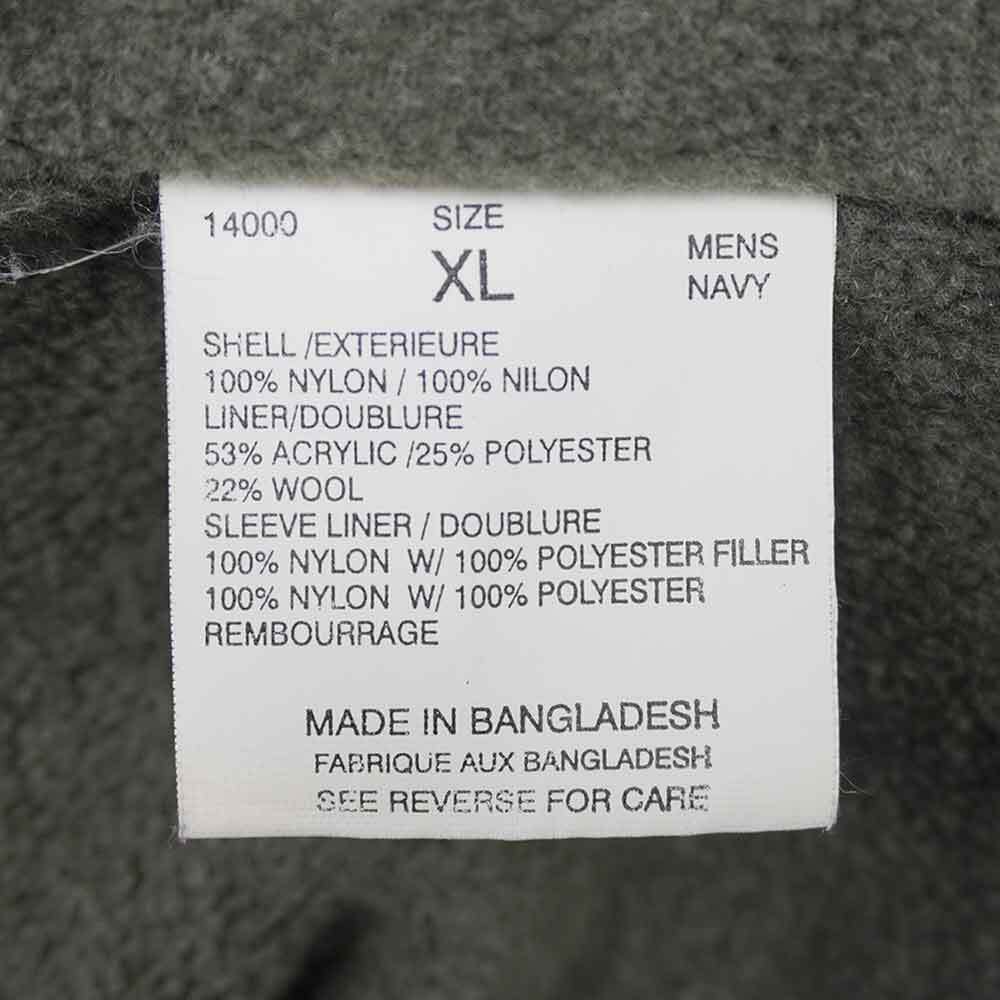 14000
SIZE
XL
MENS
NAVY
SHELL /EXTERIEURE
100% NYLON / 100% NILON
LINER/DOUBLURE
53% ACRYLIC /25% POLYESTER
22% WOOL
SLEEVE LINER / DOUBLURE
100% NYLON W/ 100% POLYESTER FILLER
100% NYLON W/ 100% POLYESTER
REMBOURRAGE
MADE IN BANGLADESH
FABRIQUE AUX BANGLADESH
SEE REVERSE FOR CARE